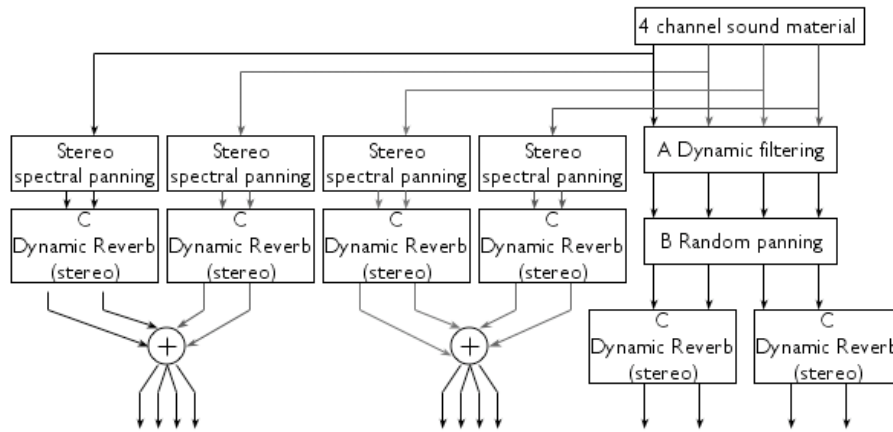 4 channel sound material
Stereo
spectral panning
Stereo
spectral panning
Stereo
spectral panning
Stereo
spectral panning
A Dynamic filtering
C
Dynamic Reverb
(stereo)
C
Dynamic Reverb
(stereo)
C
Dynamic Reverb
(stereo)
C
Dynamic Reverb
(stereo)
B Random panning
C
Dynamic Reverb
(stereo)
C
Dynamic Reverb
(stereo)
+
+